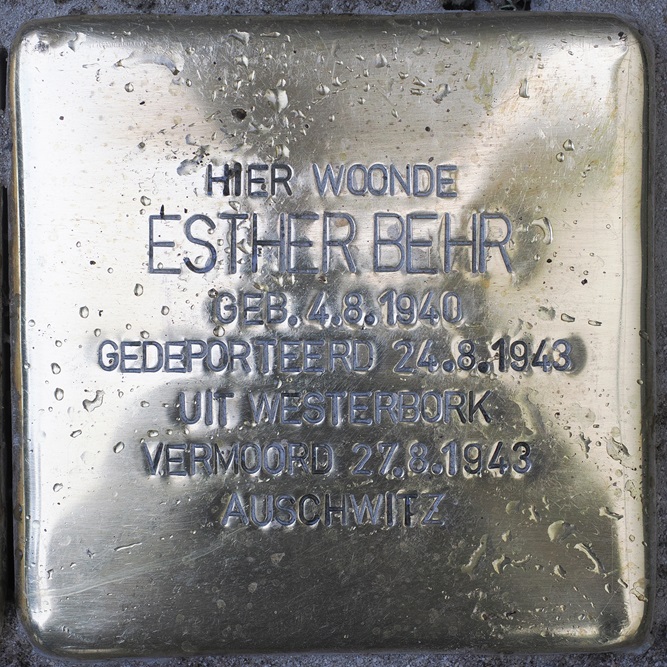 HIER WOONDE
ESTHER BEHR
GEB. 4.8.1940
GEDEPORTEERD 24.8.1943
UIT WESTERBORK
VERMOORD 27.8.1943
AUSCHWITZ